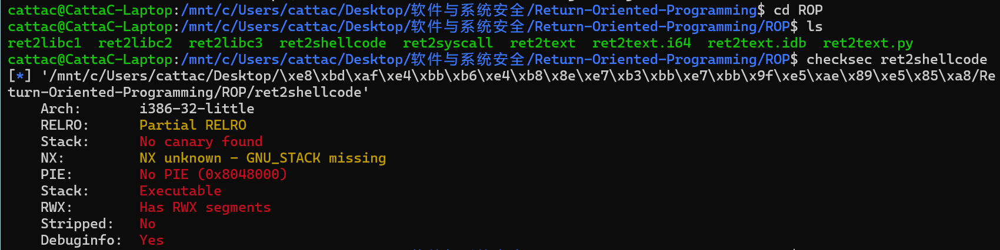 cattac@CattaC-Laptop:/mnt/c/Users/cattac/Desktop/软件与系统安全/Return-Oriented-Programming$ cd ROP
cattac@CattaC-Laptop:/mnt/c/Users/cattac/Desktop/软件与系统安全/Return-Oriented-Programming/ROP$ ls
ret2libc1  ret2libc2  ret2libc3  ret2shellcode  ret2syscall  ret2text  ret2text.i64  ret2text.idb  ret2text.py
cattac@CattaC-Laptop:/mnt/c/Users/cattac/Desktop/软件与系统安全/Return-Oriented-Programming/ROP$ checksec ret2shellcode
[*] '/mnt/c/Users/cattac/Desktop/\xe8\xbd\xaf\xe4\xbb\xb6\xe4\xb8\x8e\xe7\xb3\xbb\xe7\xbb\x9f\xe5\xae\x89\xe5\x85\xa8/Re
turn-Oriented-Programming/ROP/ret2shellcode'
    Arch:       i386-32-little
    RELRO:      Partial RELRO
    Stack:      No canary found
    NX:         NX unknown - GNU_STACK missing
    PIE:        No PIE (0x8048000)
    Stack:      Executable
    RWX:        Has RWX segments
    Stripped:   No
    Debuginfo:  Yes